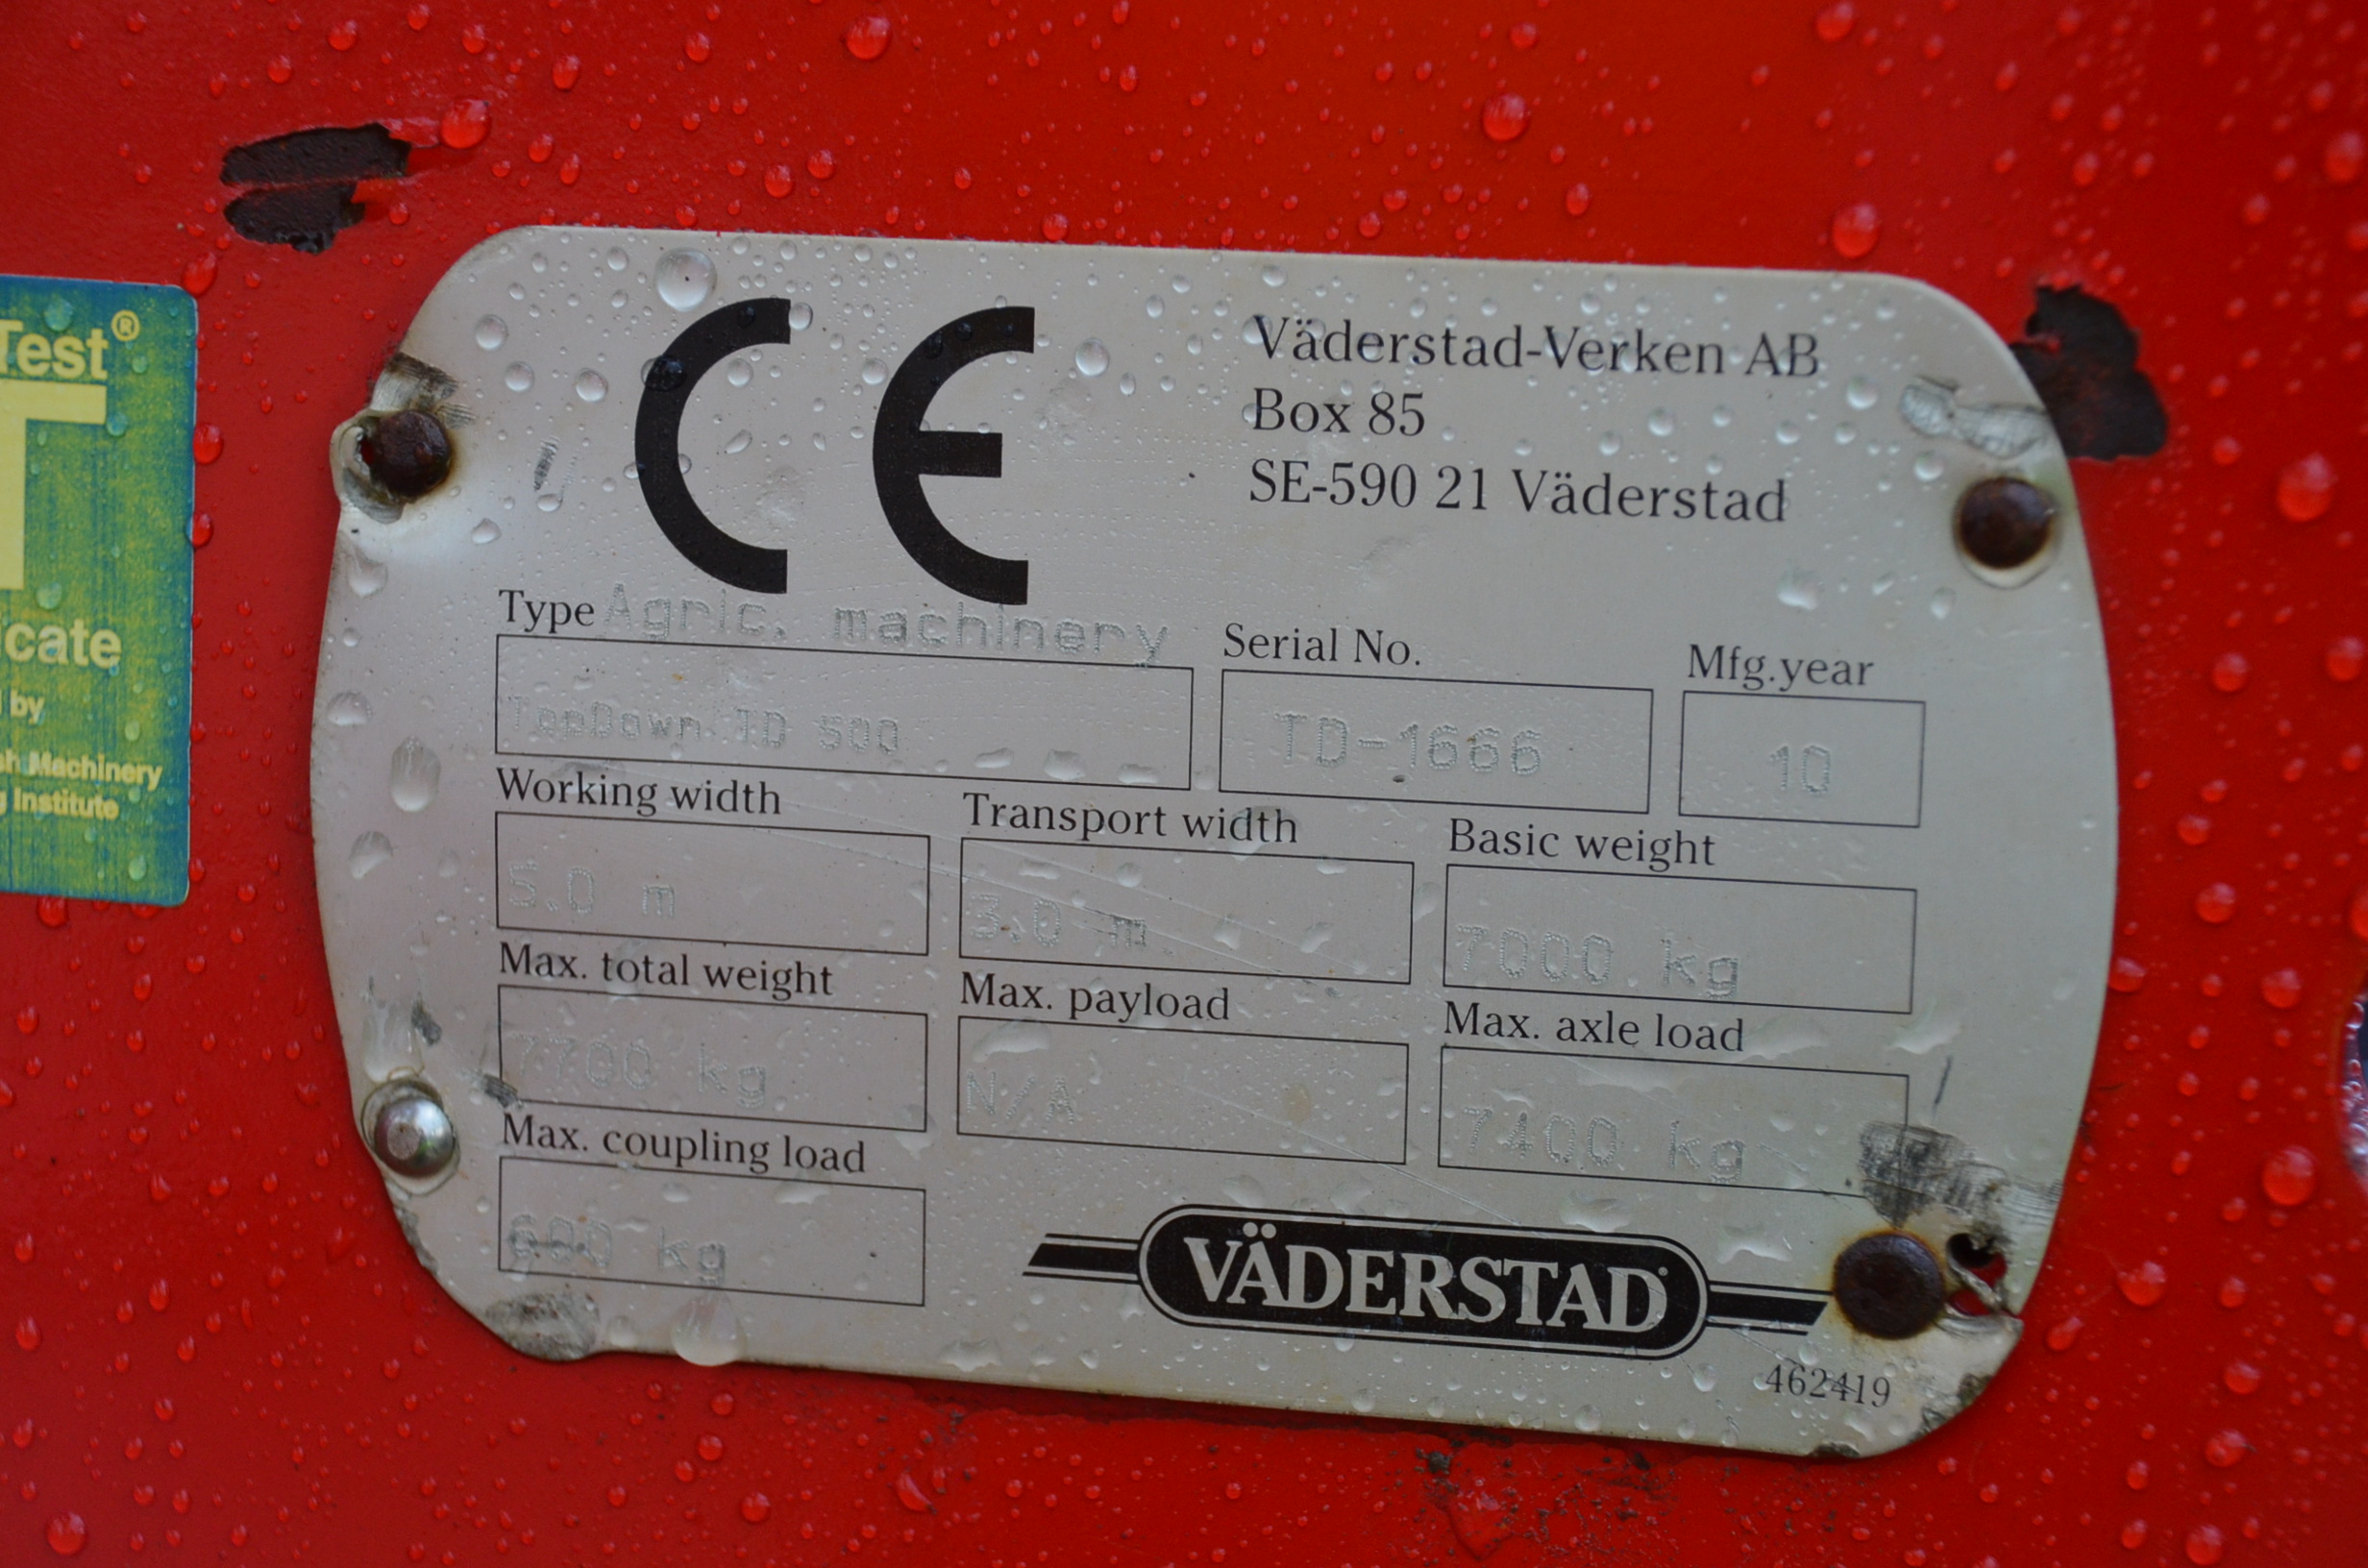 Test®
T
icate
by
sh Machinery
g Institute
CE
Väderstad-Verken AB
Box 85
SE-590 21 Väderstad
Type Agric. machinery
Serial No.
Mfg.year
TopDown TD 500
TD-1666
10
Working width
Transport width
Basic weight
5.0 m
3.0 m
7000 kg
Max. total weight
Max. payload
Max. axle load
7700 kg
N/A
7400 kg
Max. coupling load
kg
VÄDERSTAD
462419